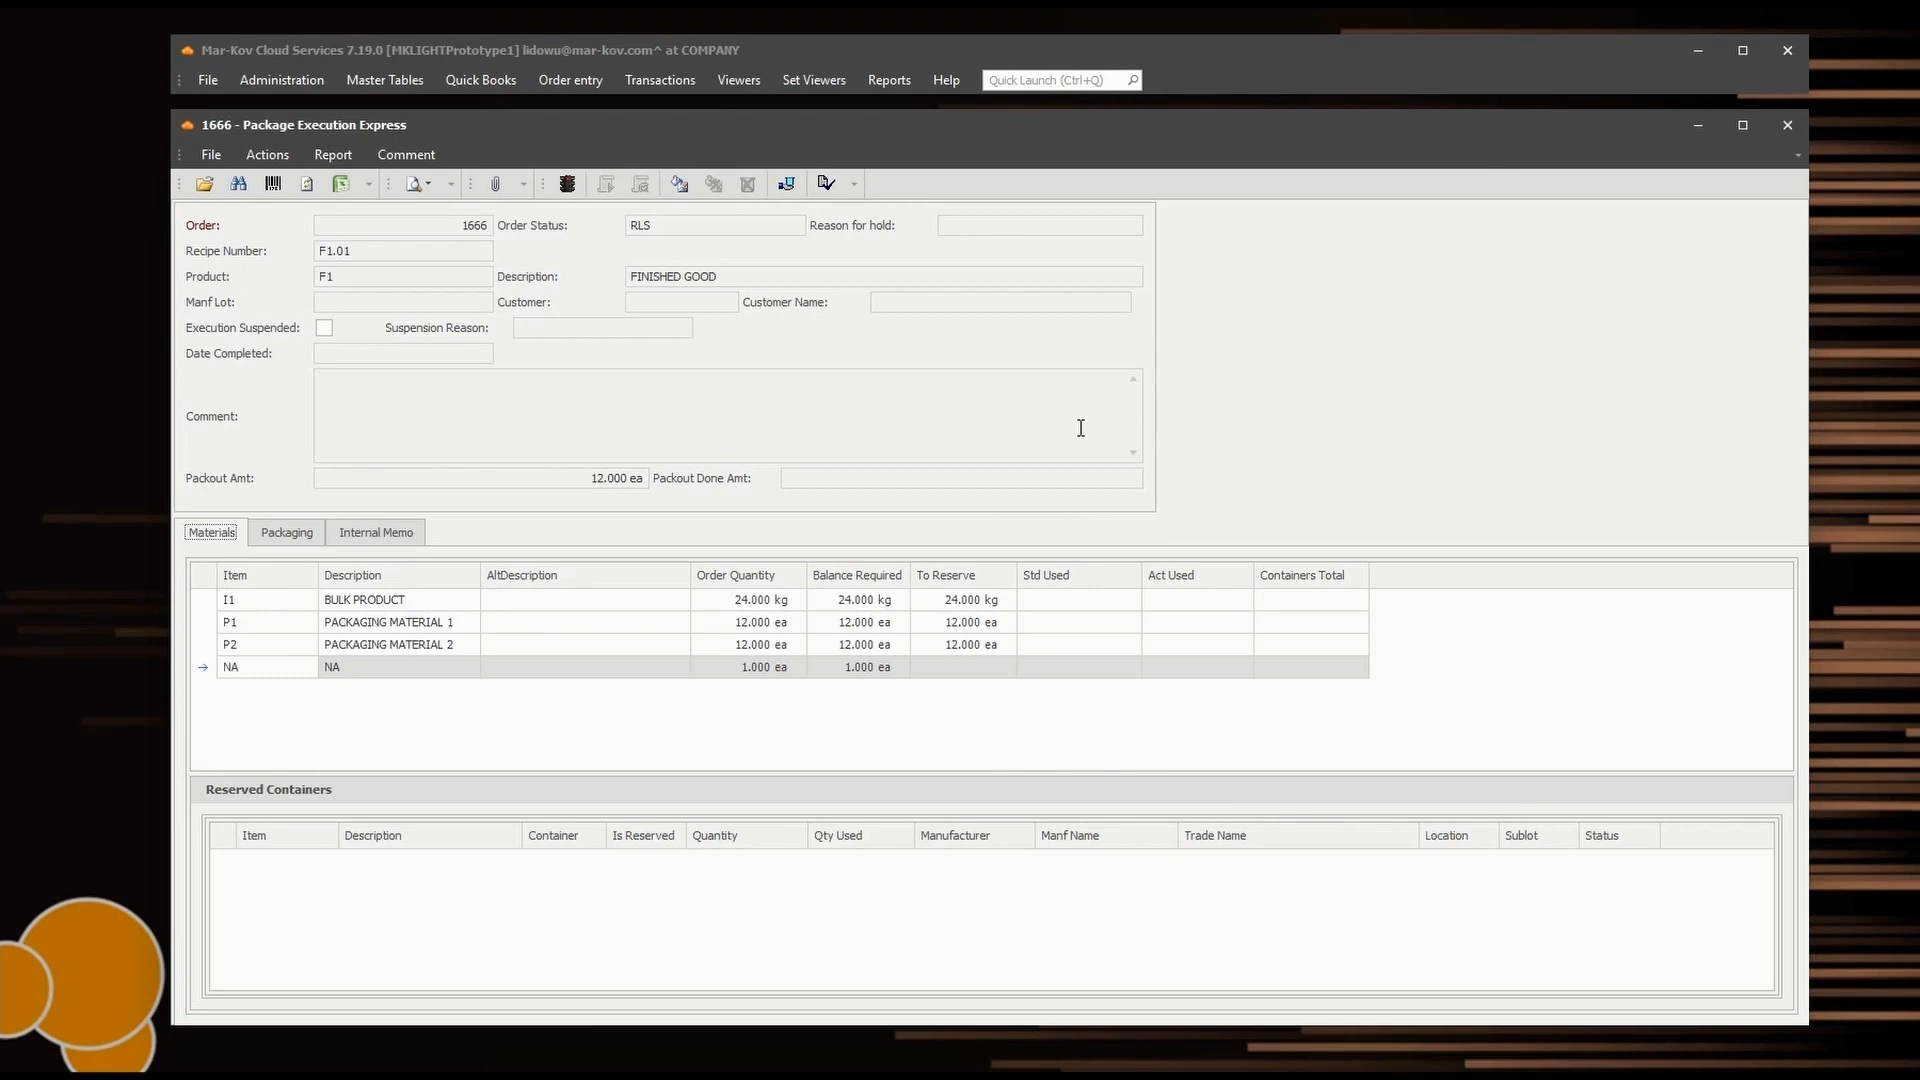 Mar-Kov Cloud Services 7.19.0 [MKLIGHTPrototype1] lidowu@mar-kov.com^ at COMPANY
File Administration Master Tables Quick Books Order entry Transactions Viewers Set Viewers Reports Help Quick Launch (Ctrl+Q)
1666 - Package Execution Express
File Actions Report Comment
Order: 1666 Order Status: RLS Reason for hold:
Recipe Number: F1.01
Product: F1 Description: FINISHED GOOD
Manf Lot: Customer: Customer Name:
Execution Suspended: Suspension Reason:
Date Completed:
Comment:
Packout Amt: 12.000 ea Packout Done Amt:
Materials Packaging Internal Memo
Item Description AltDescription Order Quantity Balance Required To Reserve Std Used Act Used Containers Total
I1 BULK PRODUCT 24.000 kg 24.000 kg 24.000 kg
P1 PACKAGING MATERIAL 1 12.000 ea 12.000 ea 12.000 ea
P2 PACKAGING MATERIAL 2 12.000 ea 12.000 ea 12.000 ea
NA NA 1.000 ea 1.000 ea
Reserved Containers
Item Description Container Is Reserved Quantity Qty Used Manufacturer Manf Name Trade Name Location Sublot Status